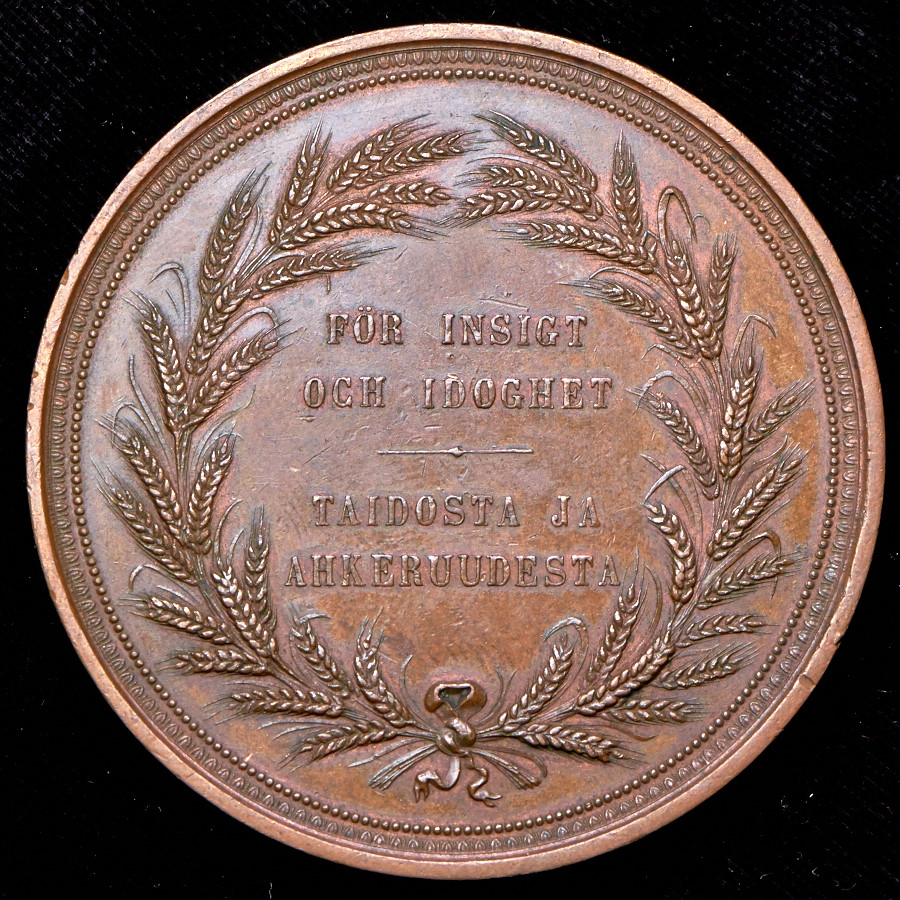 FÖR INSIGT
OCH IDOGHET
TAIDOSTA JA
AHKERUUDESTA